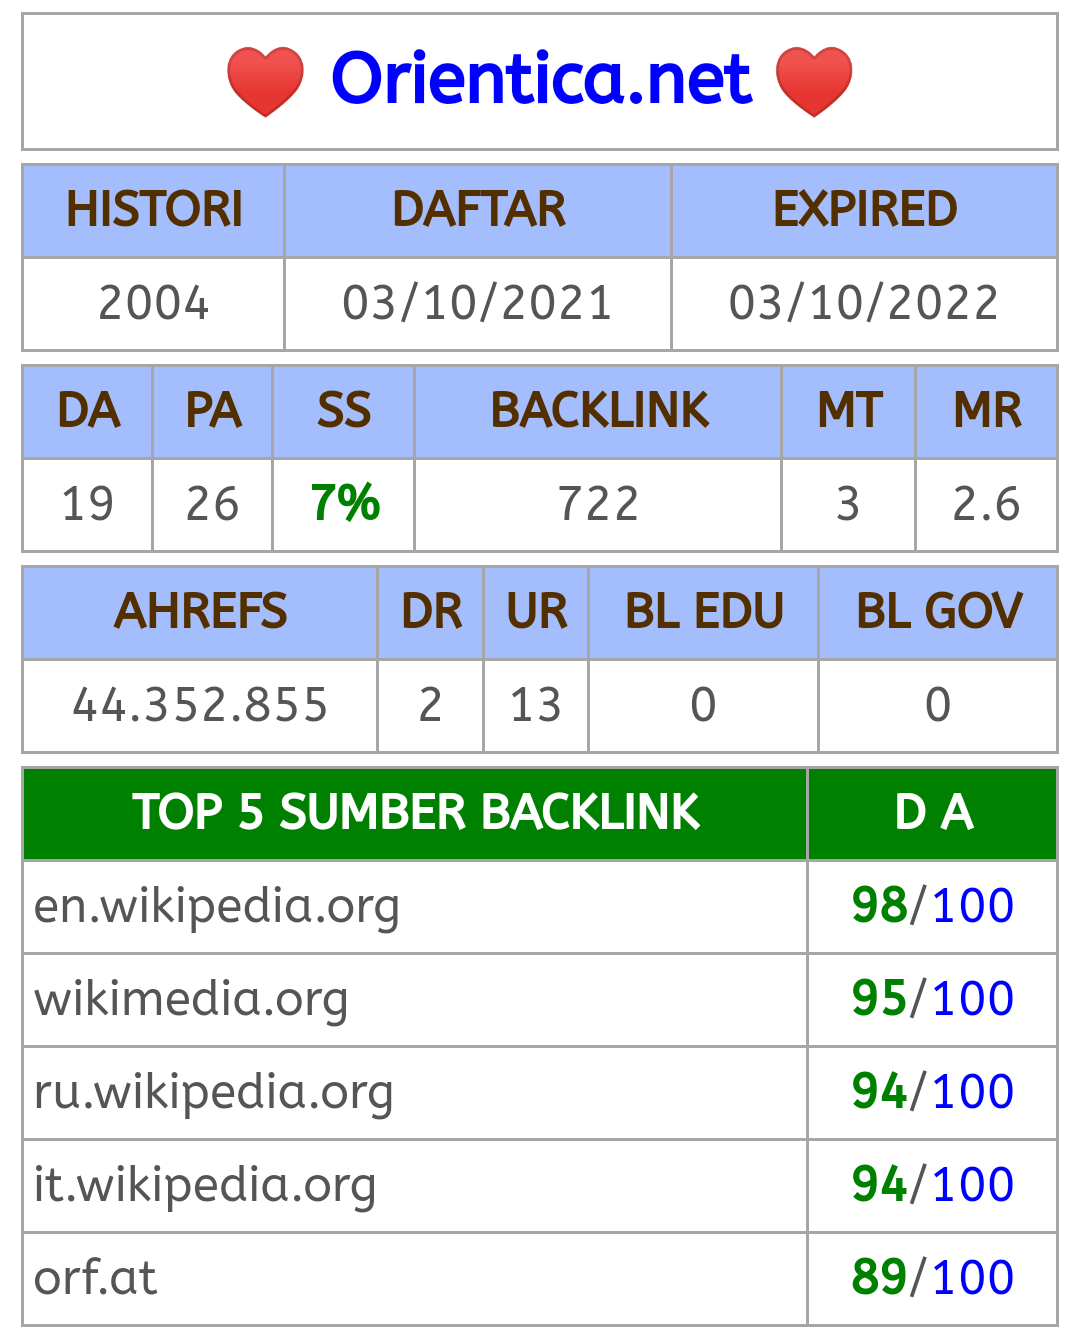 ❤️ Orientica.net ❤️
HISTORI DAFTAR EXPIRED
2004 03/10/2021 03/10/2022
DA PA SS BACKLINK MT MR
19 26 7% 722 3 2.6
AHREFS DR UR BL EDU BL GOV
44.352.855 2 13 0 0
TOP 5 SUMBER BACKLINK D A
en.wikipedia.org 98/100
wikimedia.org 95/100
ru.wikipedia.org 94/100
it.wikipedia.org 94/100
orf.at 89/100